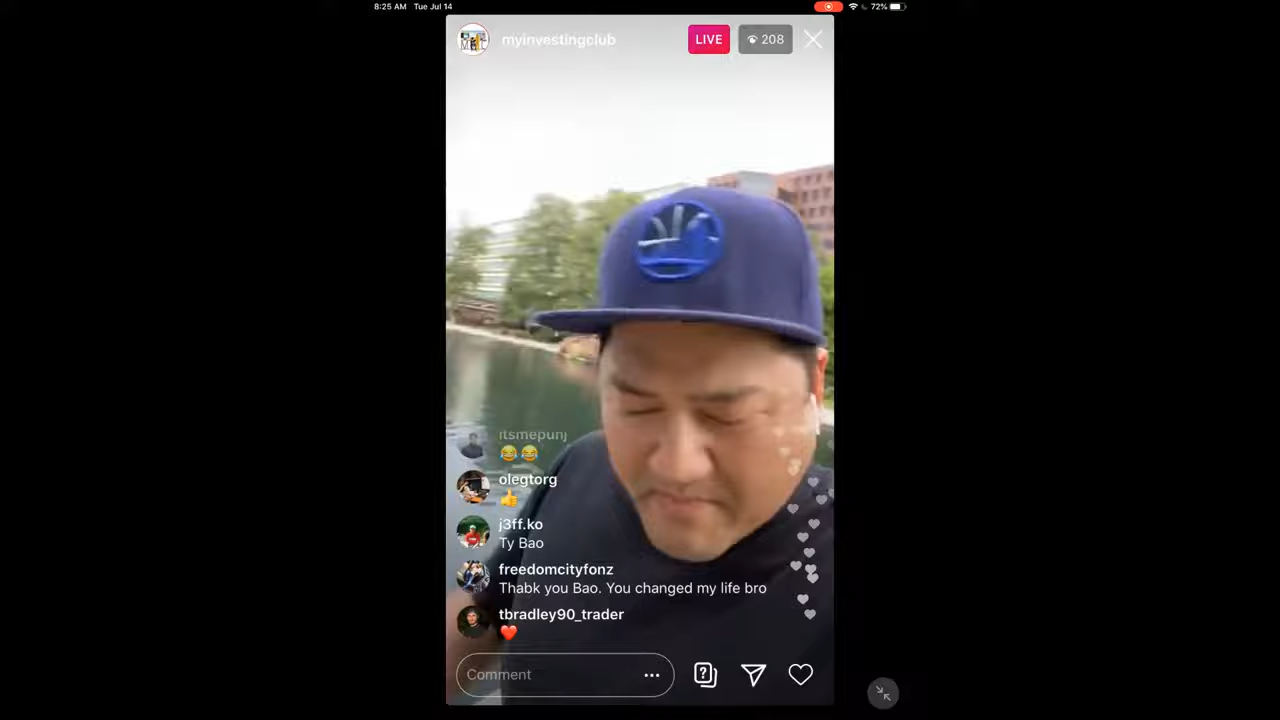 8:25 AM Tue Jul 14
72%
myinvestingclub
LIVE
208
itsmepunj
😂😂
olegtorg
👍
j3ff.ko
Ty Bao
freedomcityfonz
Thabk you Bao. You changed my life bro
tbradley90_trader
❤️
Comment